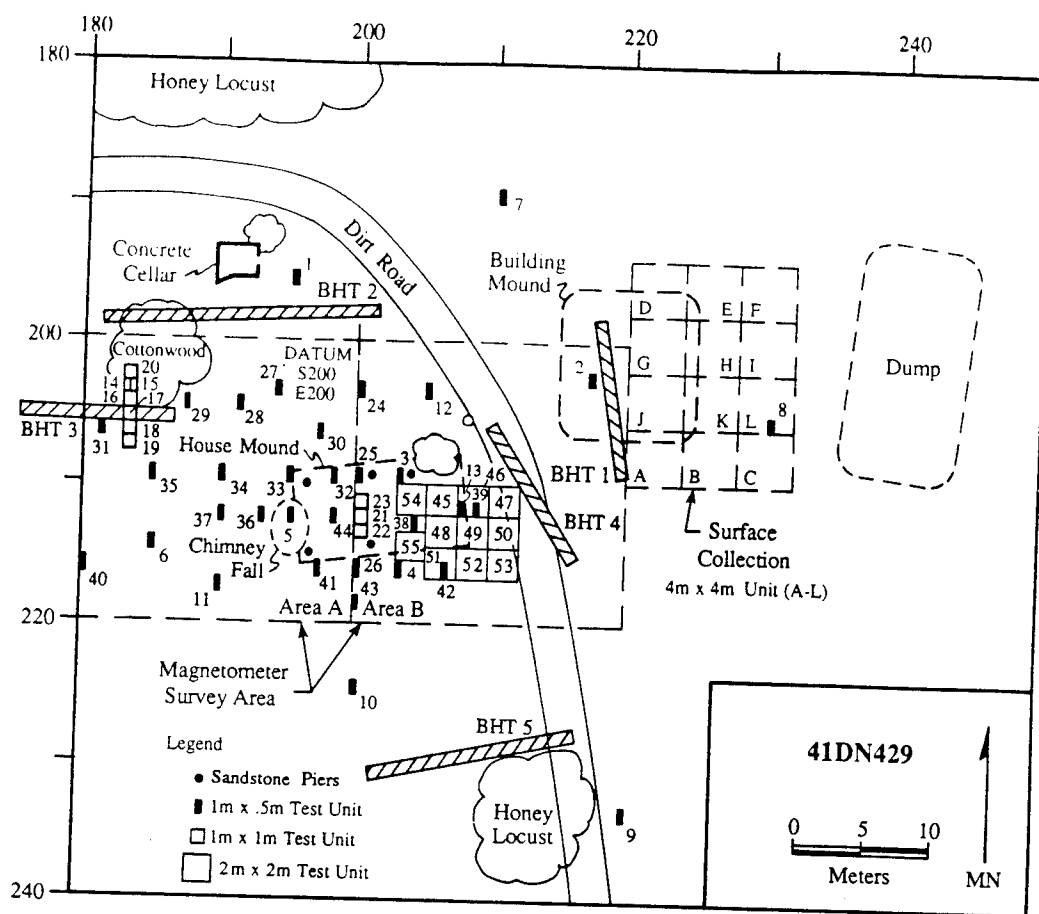 180
200
220
240
180
Honey Locust
7
Dirt Road
Concrete
Cellar
1
BHT 2
Building
Mound
D
E
F
200
Cottonwood
20
14
15
16
17
DATUM
S200
E200
27
24
12
2
G
H
I
Dump
29
28
30
J
K
L
8
BHT 3
31
18
19
House Mound
25
3
13
46
BHT 1
A
B
C
35
34
33
32
23
54
45
39
47
BHT 4
37
36
5
44
21
22
38
48
49
50
Surface
Collection
4m x 4m Unit (A-L)
6
Chimney
Fall
55
51
52
53
40
11
41
26
43
4
42
Area A
Area B
220
Magnetometer
Survey Area
10
BHT 5
Legend
Sandstone Piers
1m x .5m Test Unit
1m x 1m Test Unit
2m x 2m Test Unit
Honey
Locust
9
41DN429
0
5
10
Meters
MN
240